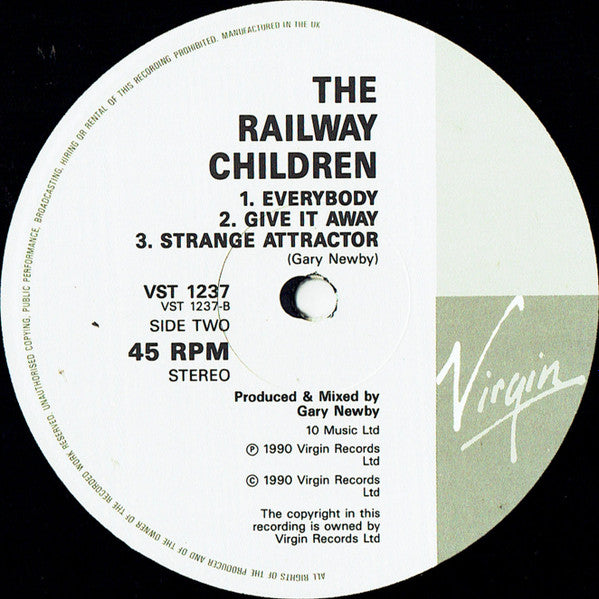 ALL RIGHTS OF THE PRODUCER AND OF THE OWNER OF THE RECORDED WORK RESERVED. UNAUTHORISED COPYING, PUBLIC PERFORMANCE, BROADCASTING, HIRING OR RENTAL OF THIS RECORDING PROHIBITED. MANUFACTURED IN THE UK
THE
RAILWAY
CHILDREN
1. EVERYBODY
2. GIVE IT AWAY
3. STRANGE ATTRACTOR
(Gary Newby)
VST 1237
VST 1237-B
SIDE TWO
45 RPM
STEREO
Virgin
Produced & Mixed by
Gary Newby
10 Music Ltd
℗ 1990 Virgin Records
Ltd
© 1990 Virgin Records
Ltd
The copyright in this
recording is owned by
Virgin Records Ltd